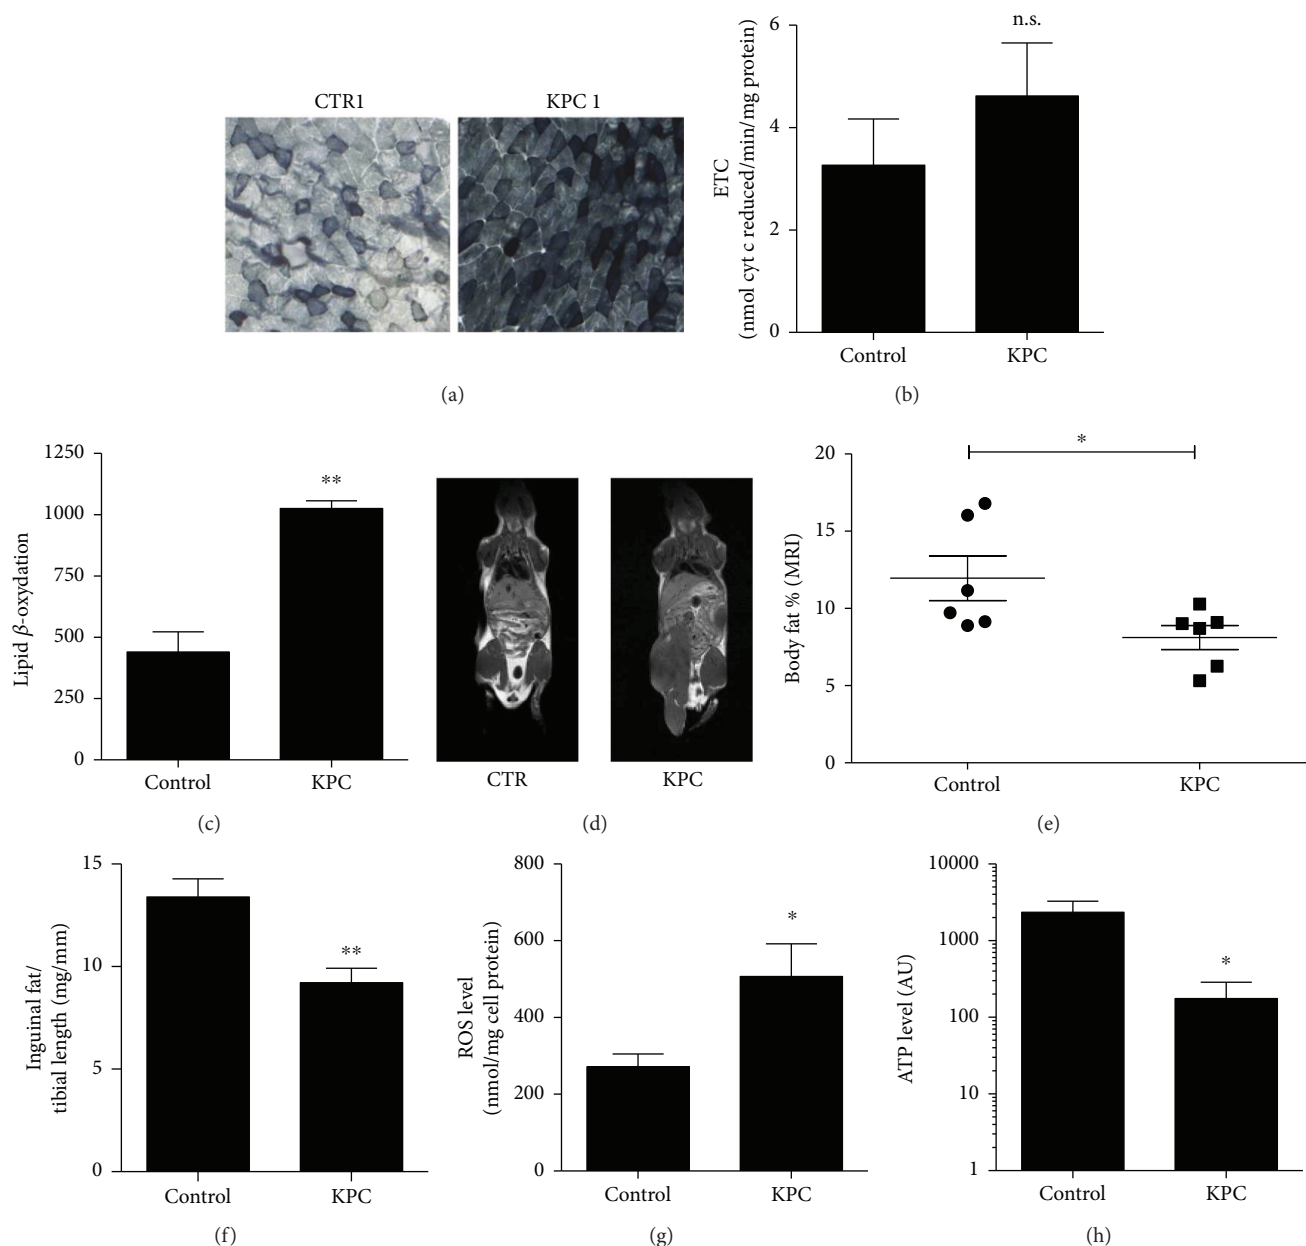 CTR1
KPC 1
(a)
ETC
(nmol cyt c reduced/min/mg protein)
6
4
2
0
n.s.
Control
KPC
(b)
Lipid β-oxydation
1250
1000
750
500
250
0
**
Control
KPC
(c)
CTR
KPC
(d)
Body fat % (MRI)
20
15
10
5
0
*
Control
KPC
(e)
Inguinal fat/
tibial length (mg/mm)
15
10
5
0
**
Control
KPC
(f)
ROS level
(nmol/mg cell protein)
800
600
400
200
0
*
Control
KPC
(g)
ATP level (AU)
10000
1000
100
10
1
*
Control
KPC
(h)